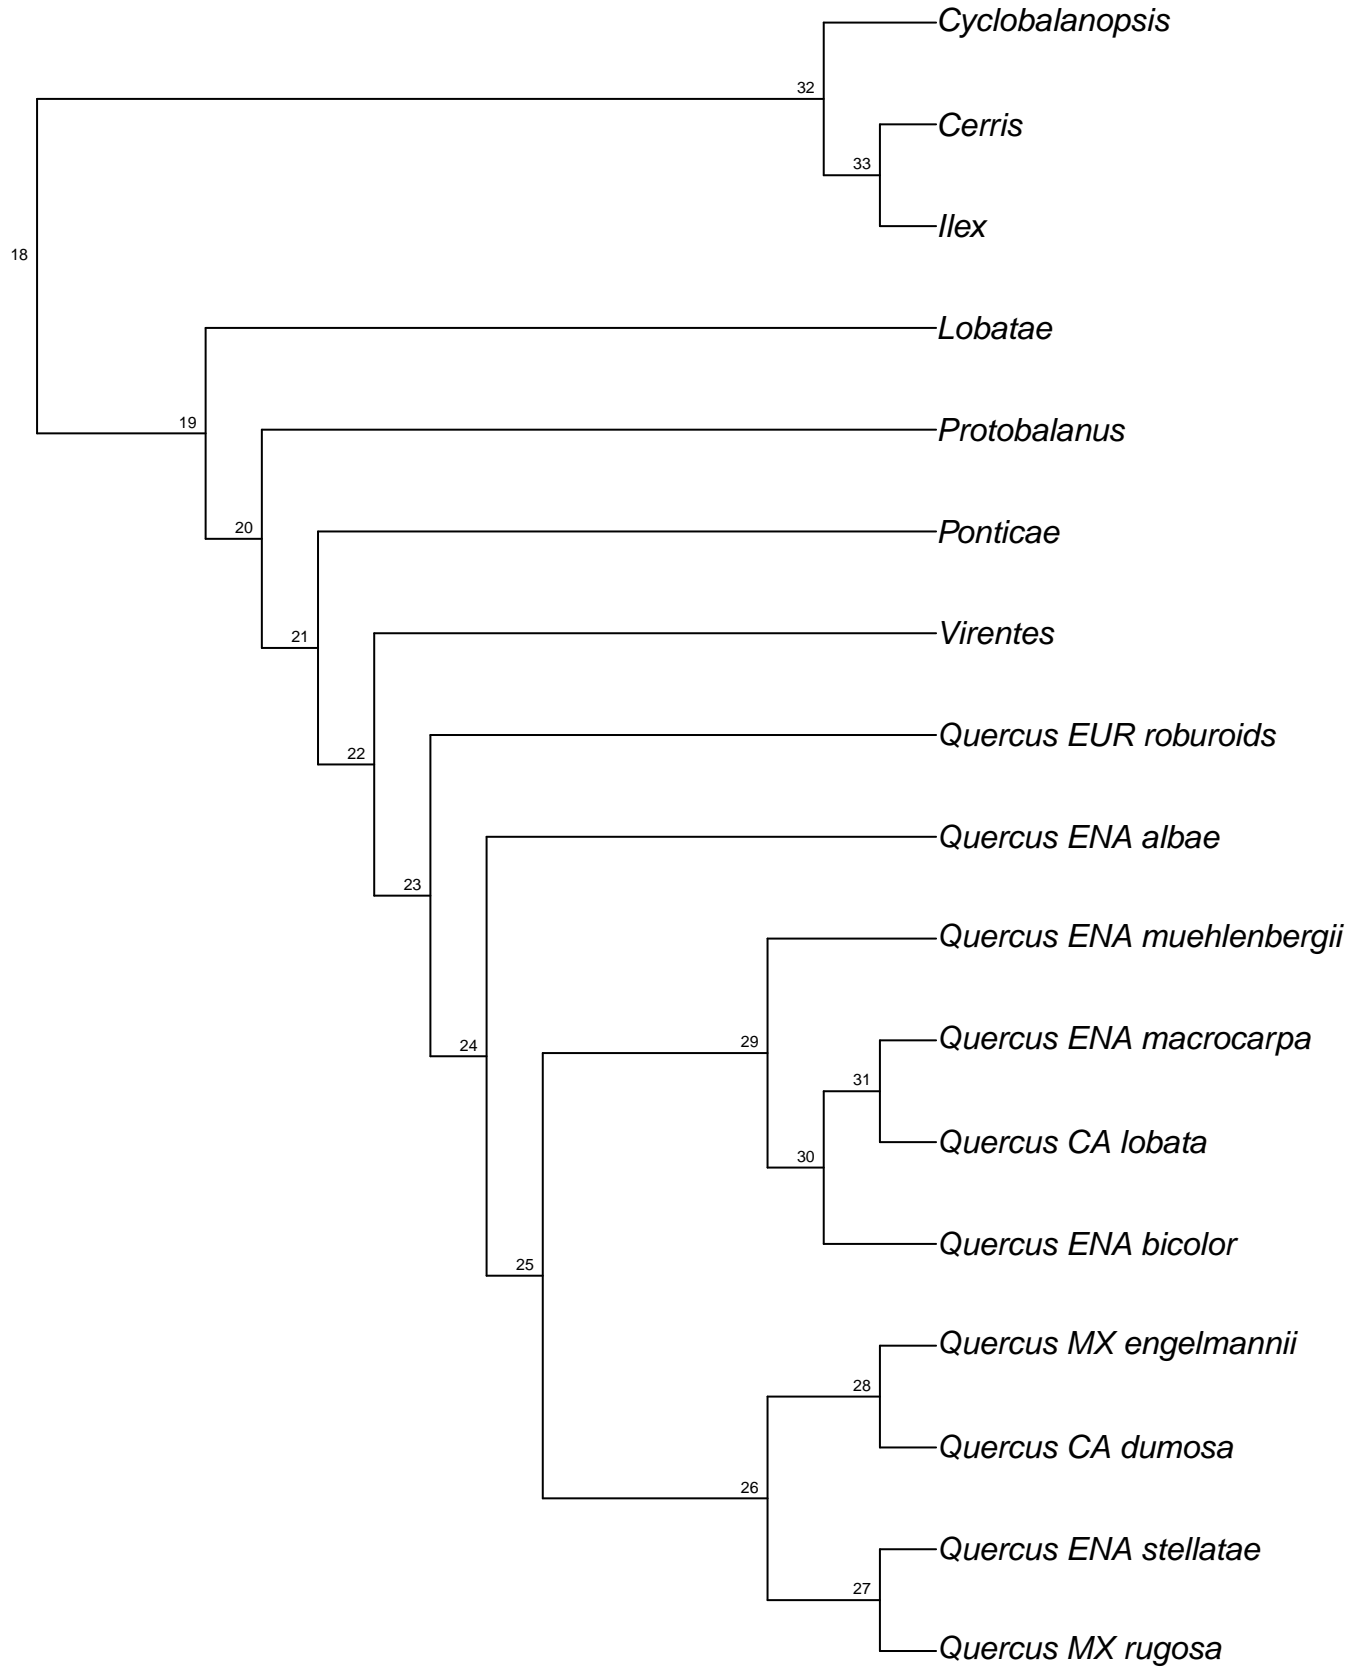 Cyclobalanopsis
32
Cerris
33
Ilex
18
Lobatae
19
Protobalanus
20
Ponticae
21
Virentes
22
Quercus EUR roburoids
Quercus ENA albae
23
Quercus ENA muehlenbergii
24
29
Quercus ENA macrocarpa
31
Quercus CA lobata
30
Quercus ENA bicolor
25
Quercus MX engelmannii
28
Quercus CA dumosa
26
Quercus ENA stellatae
27
Quercus MX rugosa